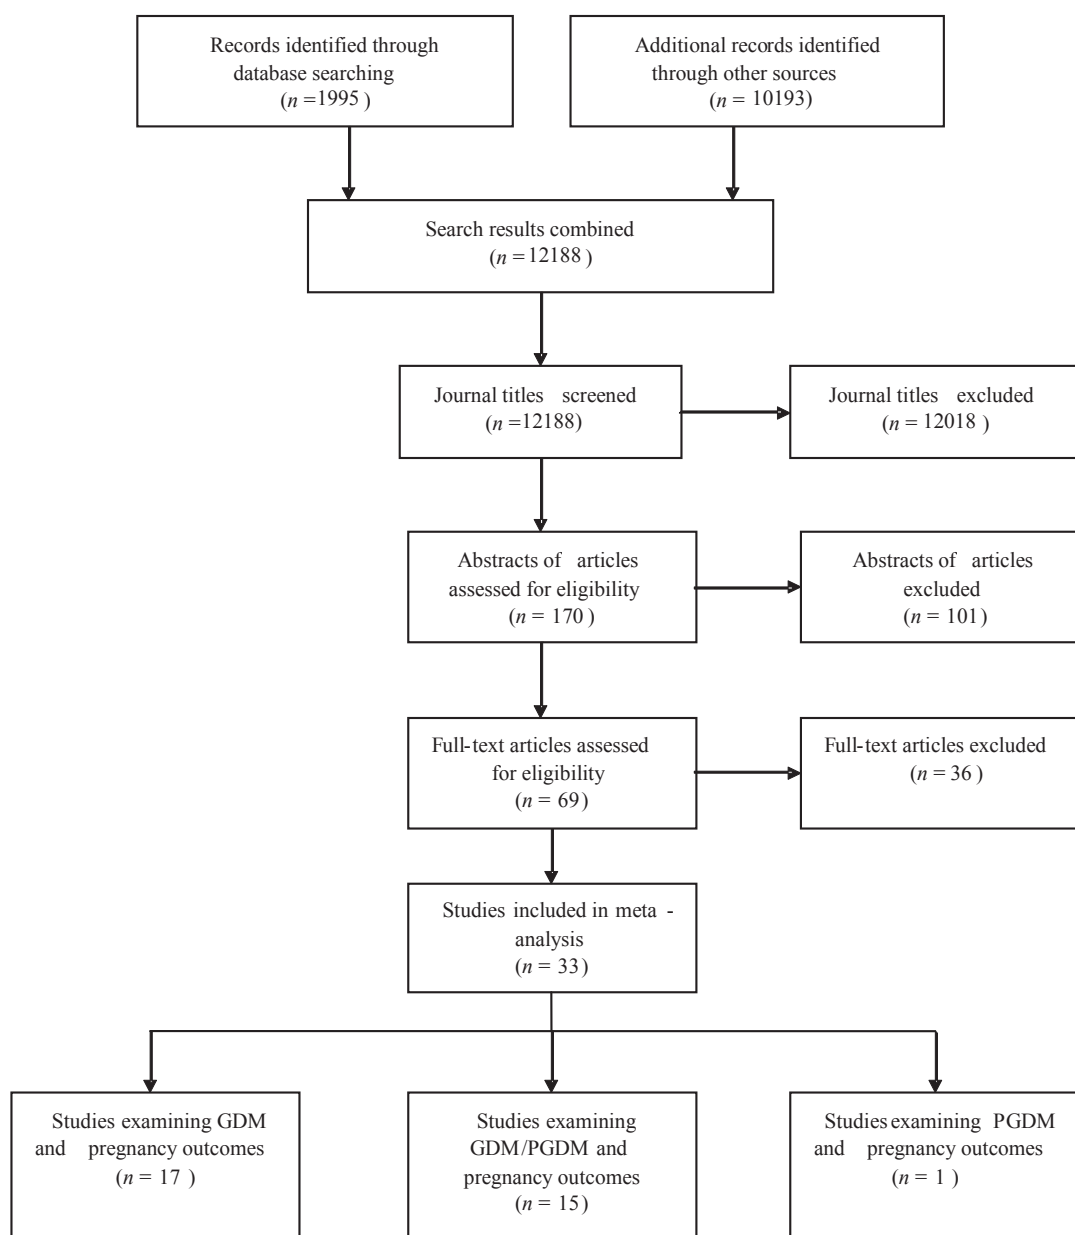 Records identified through
database searching
(n =1995 )
Additional records identified
through other sources
(n = 10193)
Search results combined
(n =12188 )
Journal titles screened
(n =12188)
Journal titles excluded
(n = 12018 )
Abstracts of articles
assessed for eligibility
(n = 170 )
Abstracts of articles
excluded
(n = 101)
Full-text articles assessed
for eligibility
(n = 69 )
Full-text articles excluded
(n = 36 )
Studies included in meta -
analysis
(n = 33 )
Studies examining GDM
and pregnancy outcomes
(n = 17 )
Studies examining
GDM/PGDM and
pregnancy outcomes
(n = 15 )
Studies examining PGDM
and pregnancy outcomes
(n = 1 )